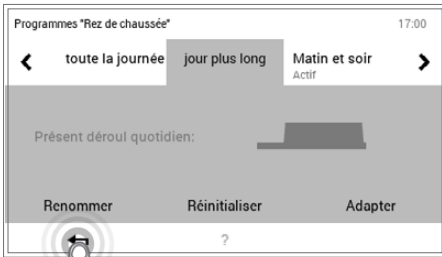 Programmes "Rez de chaussée" 17:00
toute la journée jour plus long Matin et soir
Actif
Présent déroul quotidien:
Renommer Réinitialiser Adapter
?